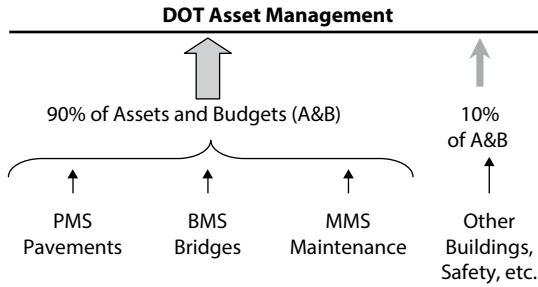 DOT Asset Management
90% of Assets and Budgets (A&B)
10%
of A&B
PMS
Pavements
BMS
Bridges
MMS
Maintenance
Other
Buildings,
Safety, etc.